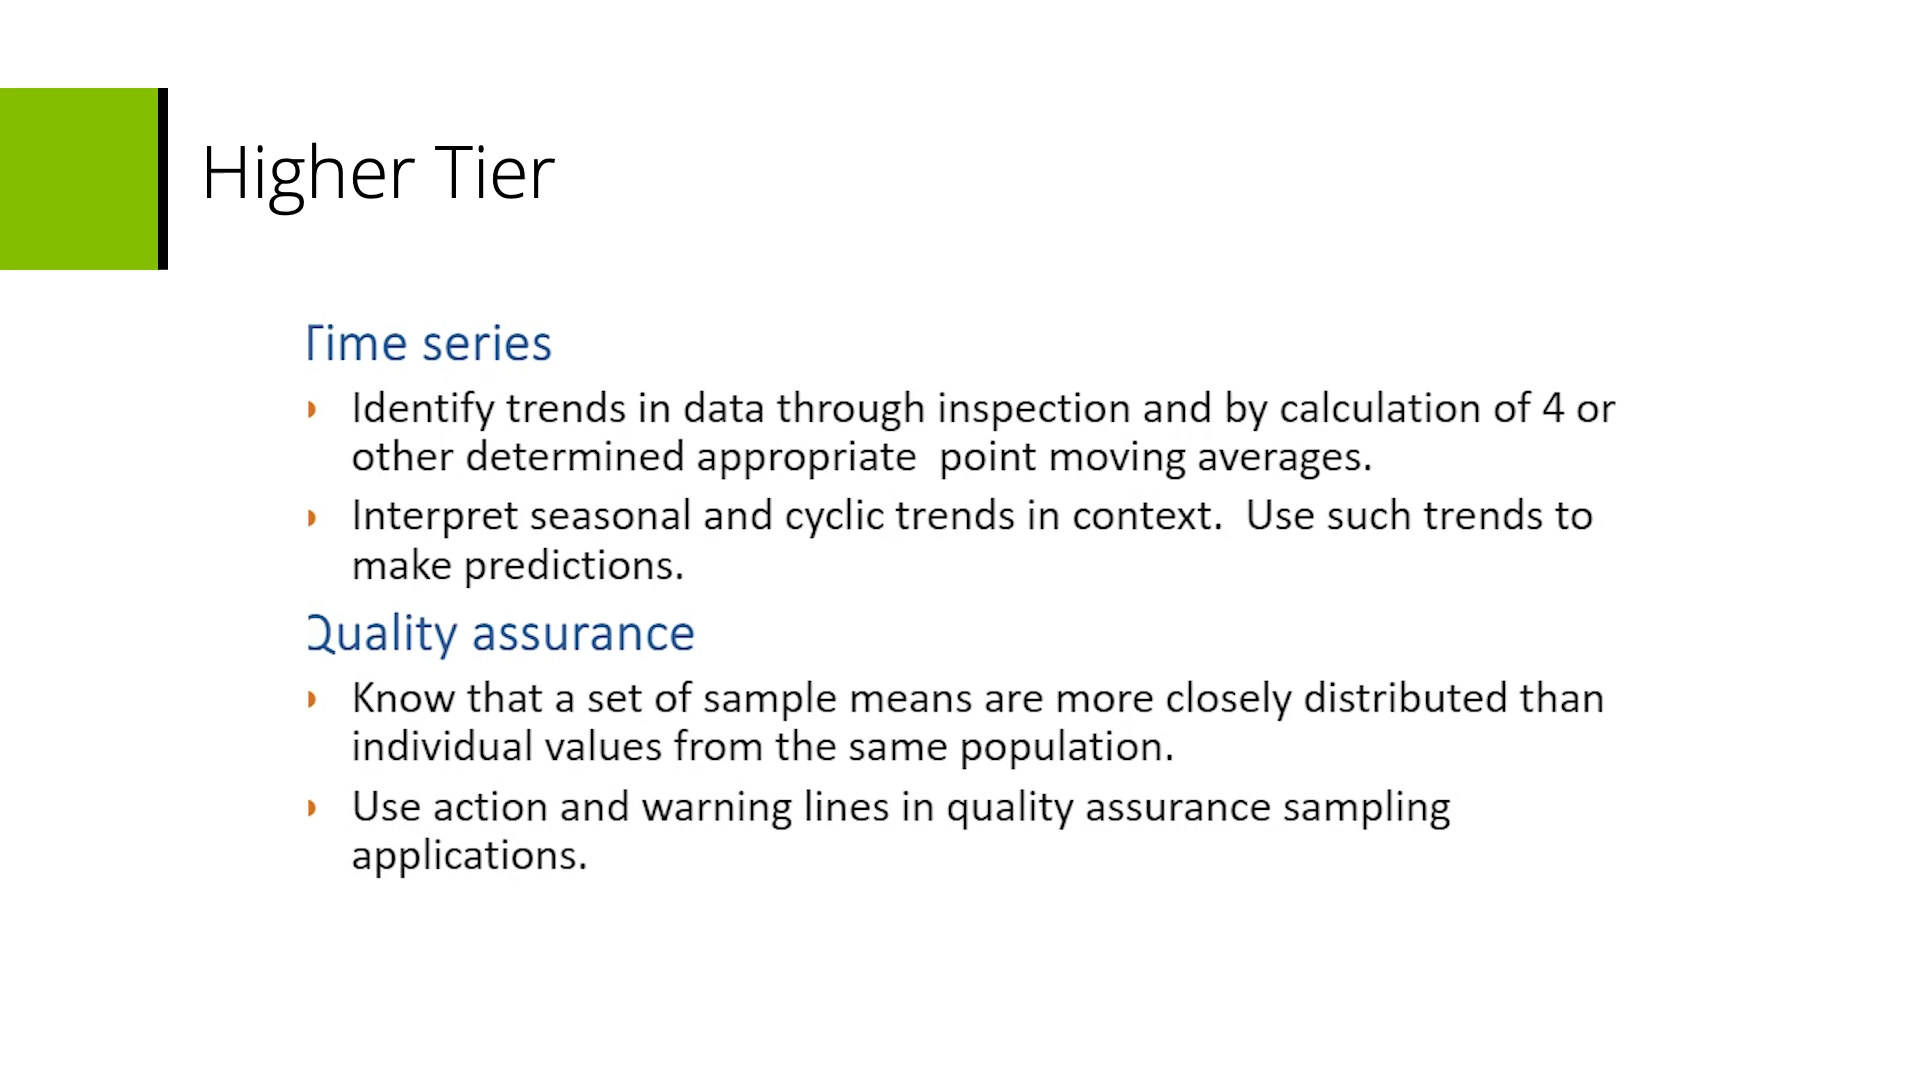 Higher Tier
Time series
Identify trends in data through inspection and by calculation of 4 or
other determined appropriate point moving averages.
Interpret seasonal and cyclic trends in context. Use such trends to
make predictions.
Quality assurance
Know that a set of sample means are more closely distributed than
individual values from the same population.
Use action and warning lines in quality assurance sampling
applications.